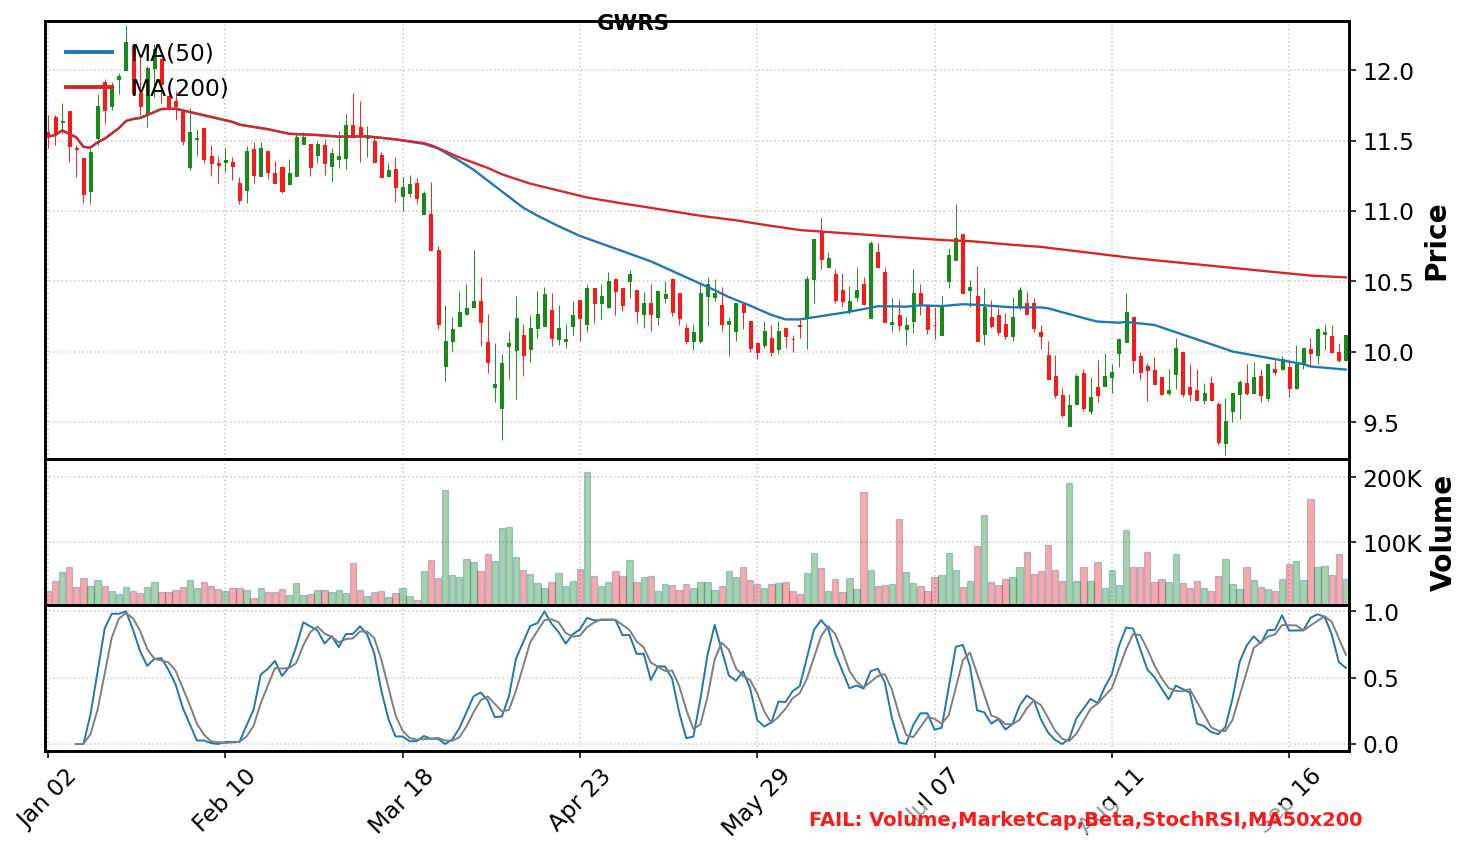 GWRS
MA(50)
MA(200)
12.0
11.5
11.0
10.5
10.0
9.5
Price
200K
100K
Volume
1.0
0.5
0.0
Jan 02
Feb 10
Mar 18
Apr 23
May 29
Jul 07
Aug 11
Sep 16
FAIL: Volume,MarketCap,Beta,StochRSI,MA50x200